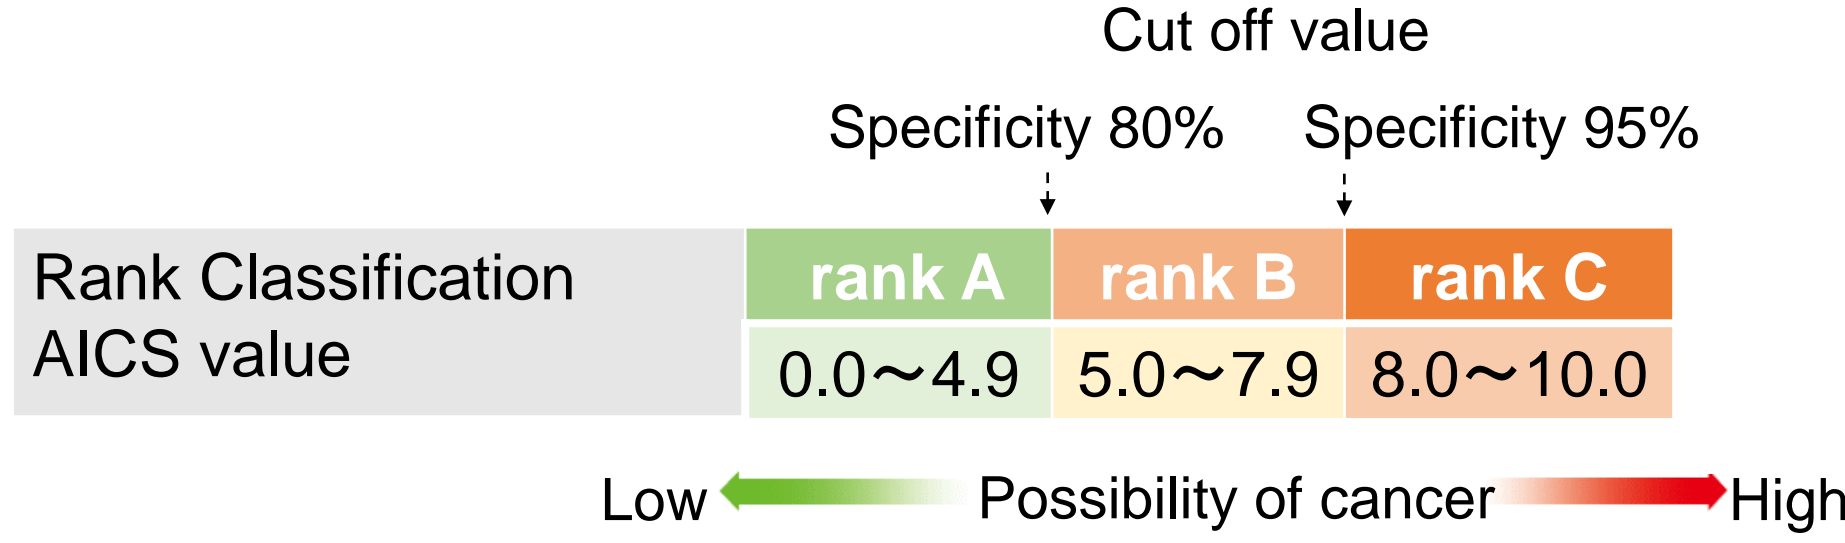 Cut off value
Specificity 80% Specificity 95%
Rank Classification
AICS value
rank A rank B rank C
0.0～4.9 5.0～7.9 8.0～10.0
Low Possibility of cancer High